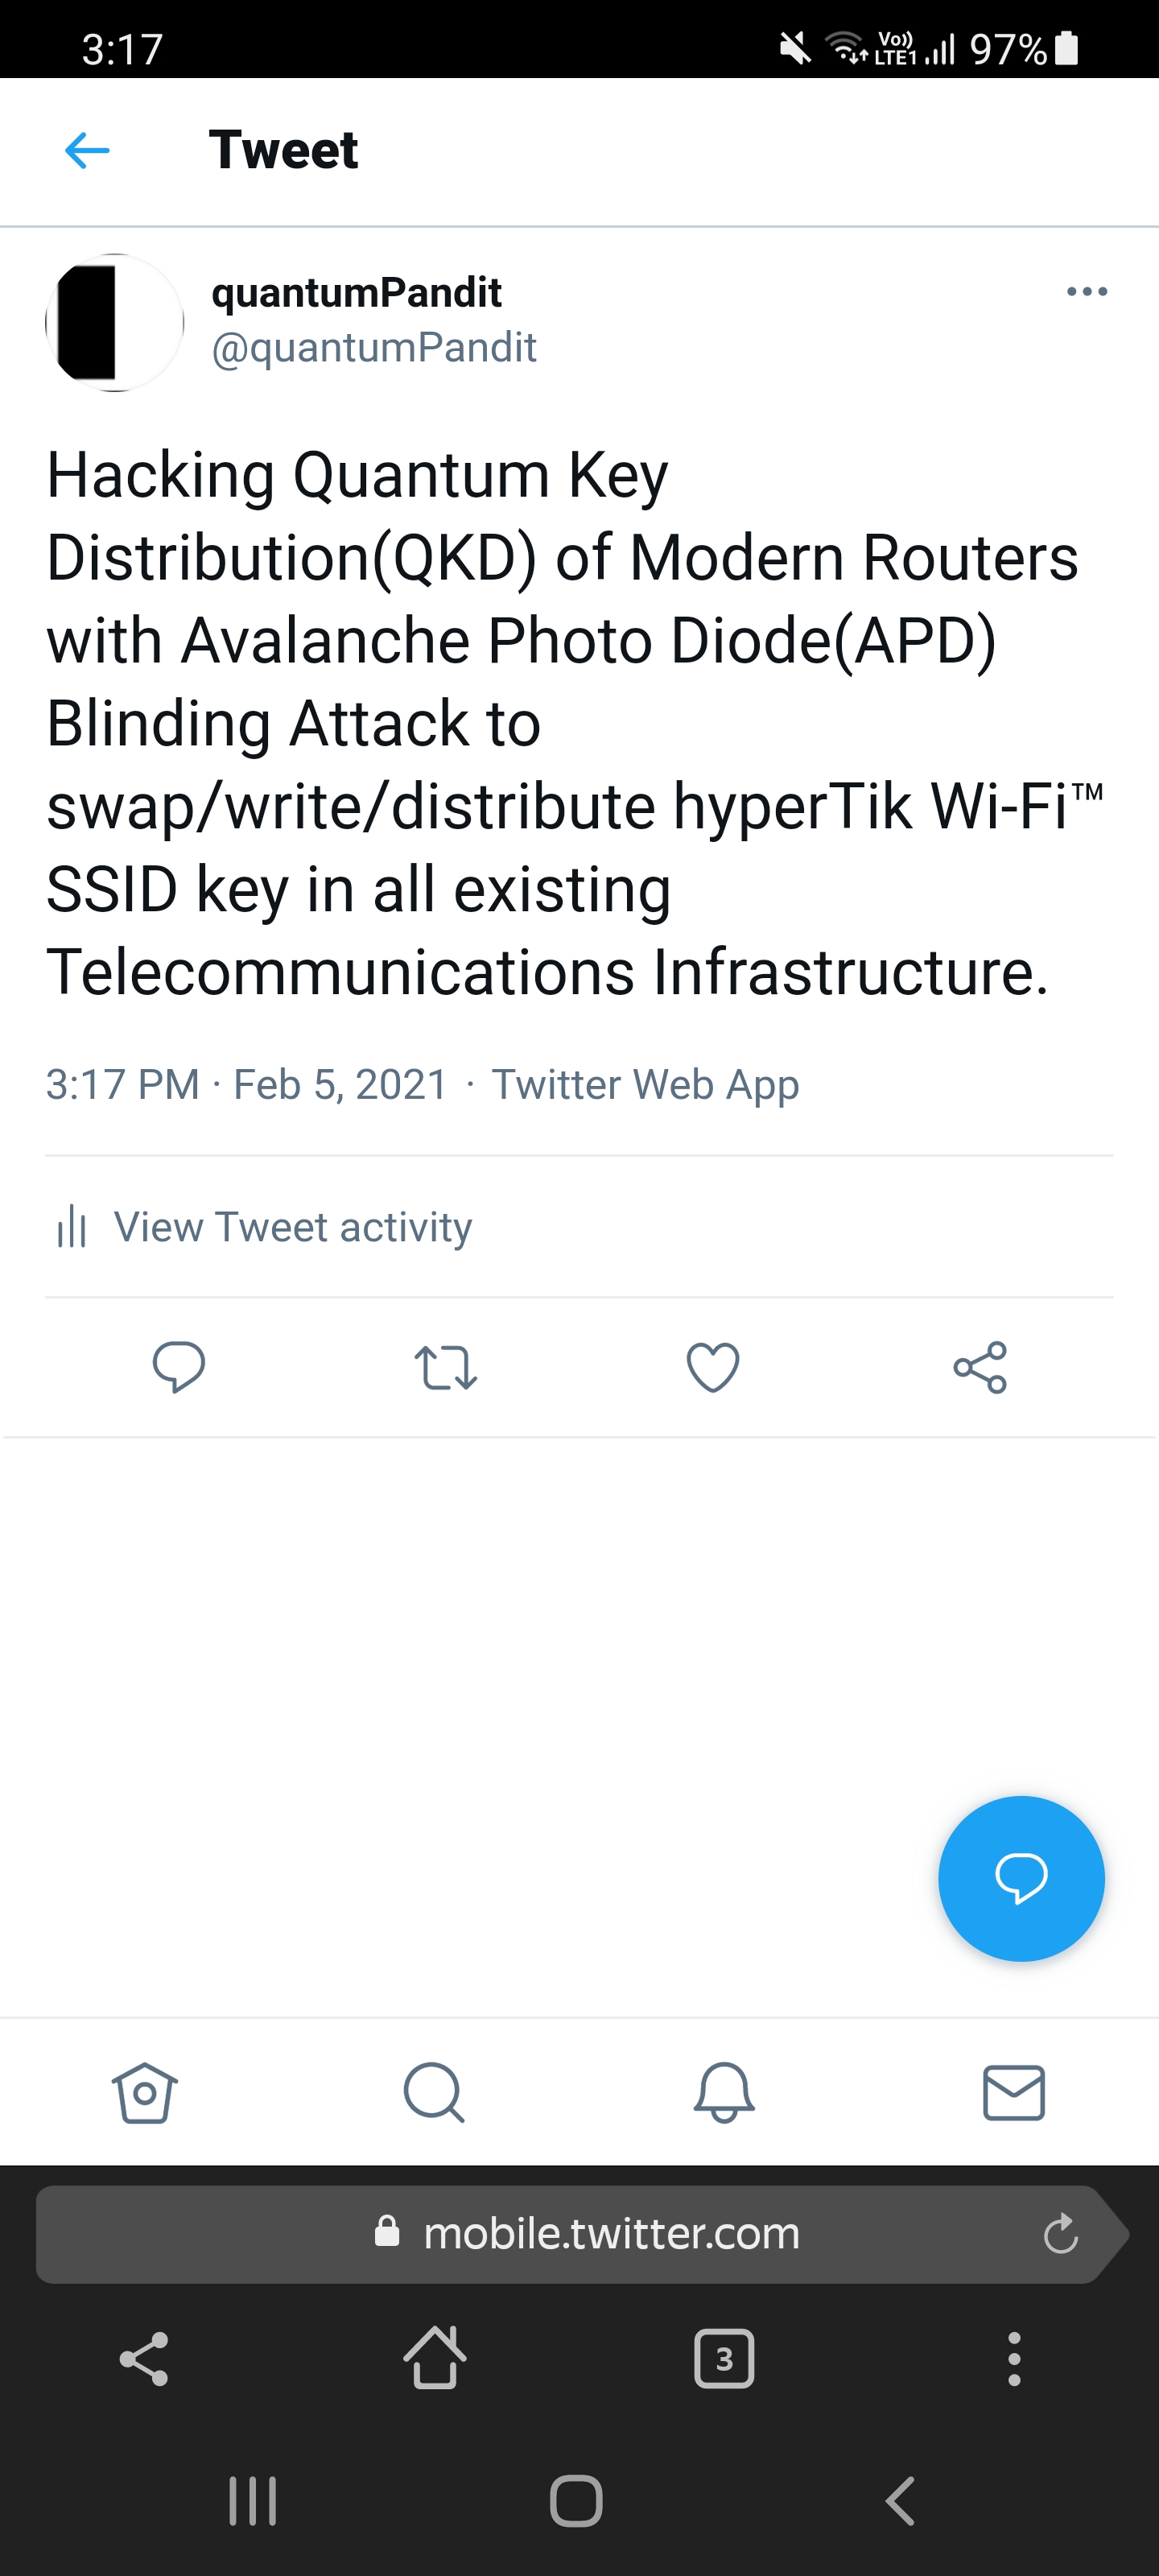 3:17 Vo)) LTE1 97%
Tweet
quantumPandit
@quantumPandit
Hacking Quantum Key
Distribution(QKD) of Modern Routers
with Avalanche Photo Diode(APD)
Blinding Attack to
swap/write/distribute hyperTik Wi-Fi™
SSID key in all existing
Telecommunications Infrastructure.
3:17 PM · Feb 5, 2021 · Twitter Web App
View Tweet activity
mobile.twitter.com
3